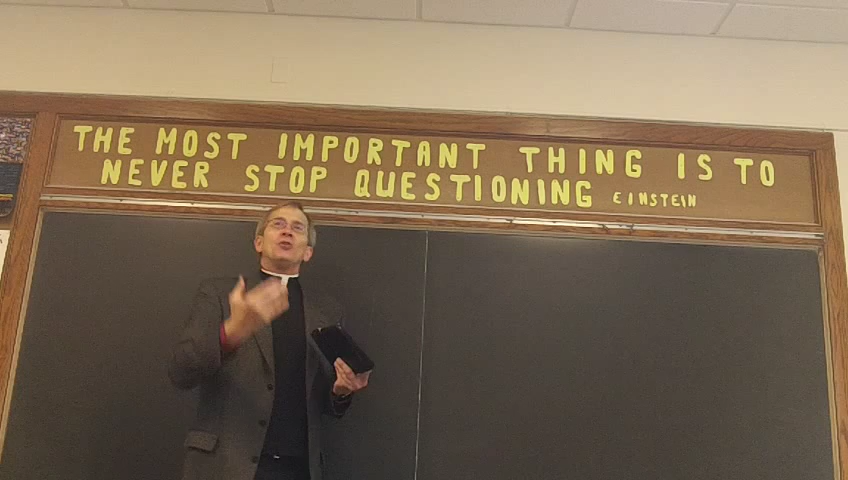 THE MOST IMPORTANT THING IS TO
NEVER STOP QUESTIONING EINSTEIN